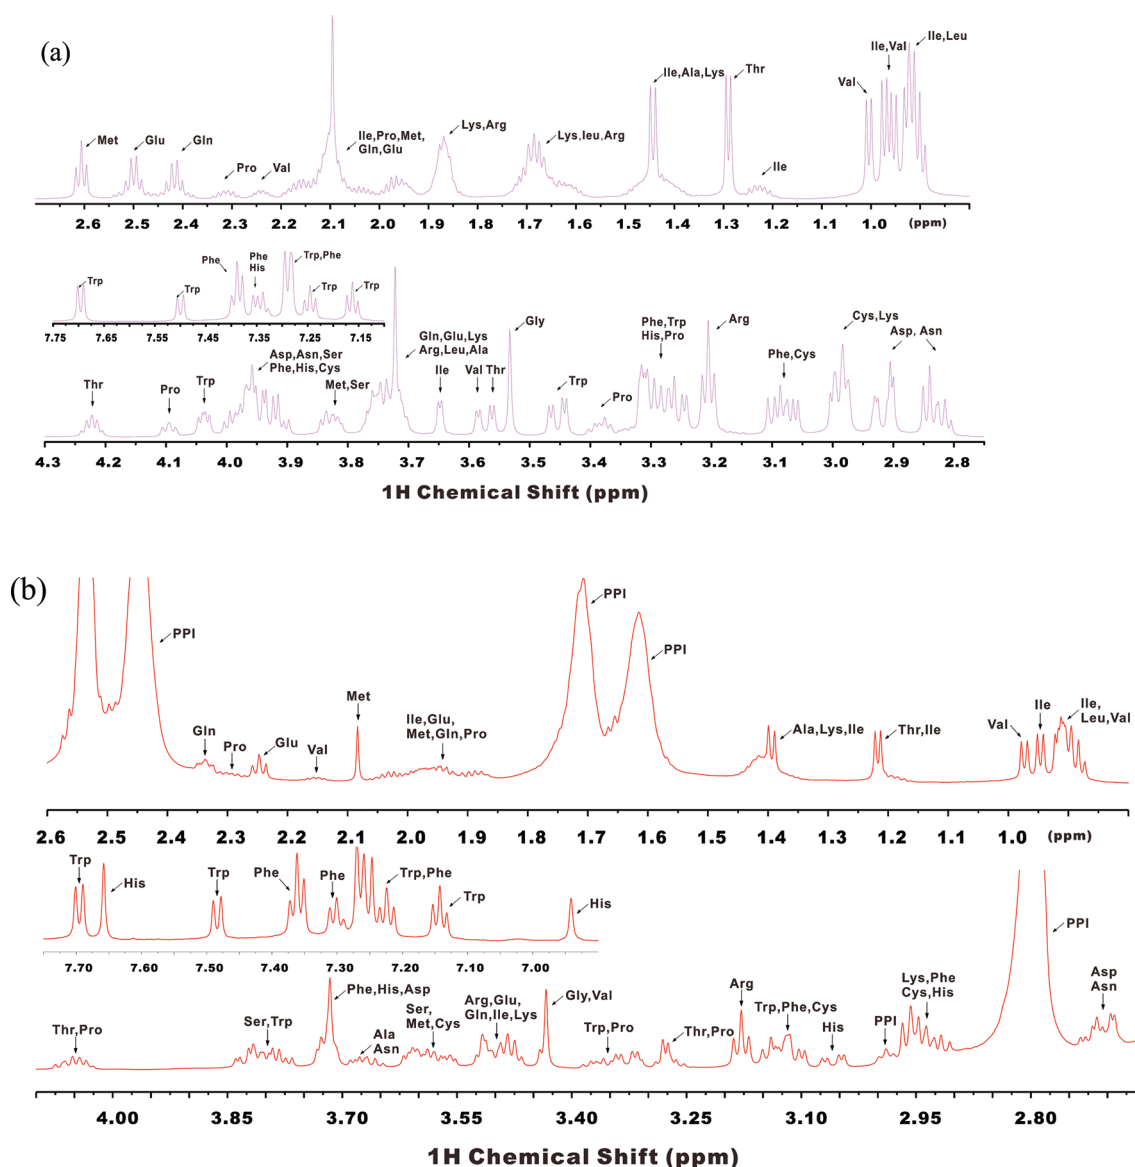 (a)
Met
Glu
Gln
Pro
Val
Ile,Pro,Met,
Gln,Glu
Lys,Arg
Lys,leu,Arg
Ile,Ala,Lys
Thr
Ile
Val
Ile,Val
Ile,Leu
2.6 2.5 2.4 2.3 2.2 2.1 2.0 1.9 1.8 1.7 1.6 1.5 1.4 1.3 1.2 1.1 1.0 (ppm)
Trp
Trp
Phe
Phe
His
Trp,Phe
Trp
Trp
7.75 7.65 7.55 7.45 7.35 7.25 7.15
Thr
Pro
Trp
Asp,Asn,Ser
Phe,His,Cys
Met,Ser
Gln,Glu,Lys
Arg,Leu,Ala
Ile
Val
Thr
Gly
Trp
Pro
Phe,Trp
His,Pro
Arg
Phe,Cys
Cys,Lys
Asp, Asn
4.3 4.2 4.1 4.0 3.9 3.8 3.7 3.6 3.5 3.4 3.3 3.2 3.1 3.0 2.9 2.8
1H Chemical Shift (ppm)
(b)
PPI
Gln
Pro
Glu
Val
Met
Ile,Glu,
Met,Gln,Pro
PPI
PPI
Ala,Lys,Ile
Thr,Ile
Val
Ile
Ile,
Leu,Val
2.6 2.5 2.4 2.3 2.2 2.1 2.0 1.9 1.8 1.7 1.6 1.5 1.4 1.3 1.2 1.1 1.0 (ppm)
Trp
His
Trp
Phe
Phe
Trp,Phe
Trp
His
7.70 7.60 7.50 7.40 7.30 7.20 7.10 7.00
Thr,Pro
Ser,Trp
Phe,His,Asp
Ala
Asn
Ser,
Met,Cys
Arg,Glu,
Gln,Ile,Lys
Gly,Val
Trp,Pro
Thr,Pro
Arg
Trp,Phe,Cys
His
PPI
Lys,Phe
Cys,His
PPI
Asp
Asn
4.00 3.85 3.70 3.55 3.40 3.25 3.10 2.95 2.80
1H Chemical Shift (ppm)